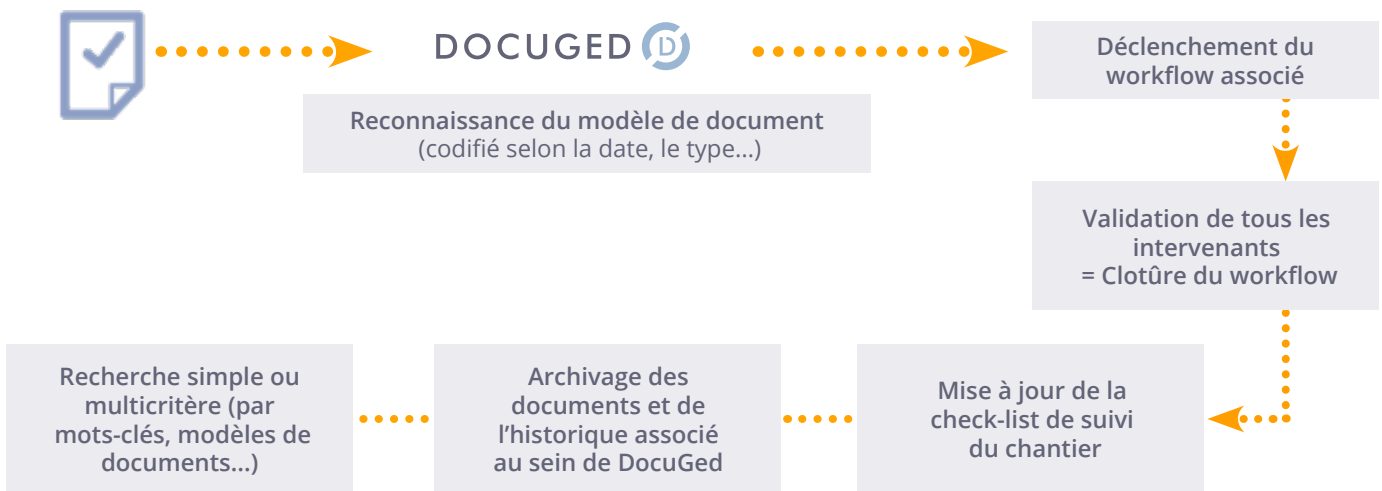 DOCUGED
Reconnaissance du modèle de document
(codifié selon la date, le type...)
Déclenchement du
workflow associé
Validation de tous les
intervenants
= Clotûre du workflow
Mise à jour de la
check-list de suivi
du chantier
Archivage des
documents et de
l’historique associé
au sein de DocuGed
Recherche simple ou
multicritère (par
mots-clés, modèles de
documents...)